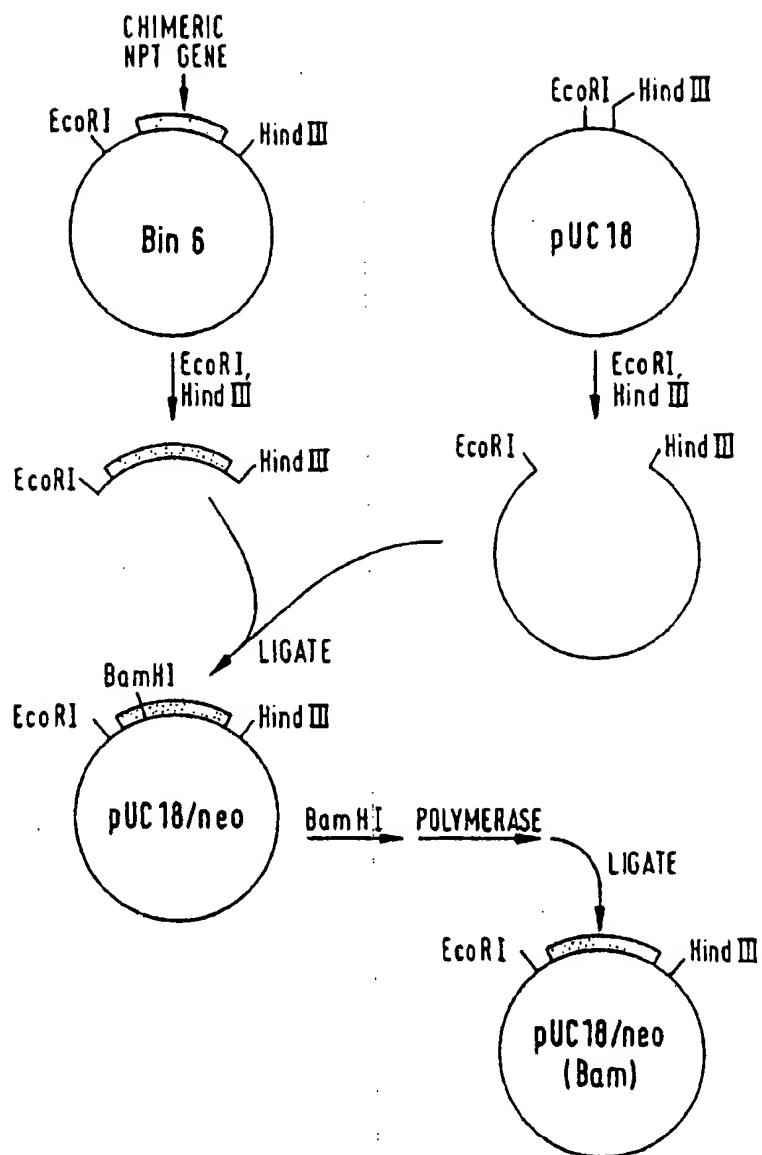 CHIMERIC
NPT GENE
EcoRI
Hind III
Bin 6
EcoRI
Hind III
pUC 18
EcoRI,
Hind III
EcoRI,
Hind III
EcoRI
Hind III
EcoRI
Hind III
LIGATE
BamHI
EcoRI
Hind III
pUC 18/neo
BamHI
POLYMERASE
LIGATE
EcoRI
Hind III
pUC 18/neo
(Bam)